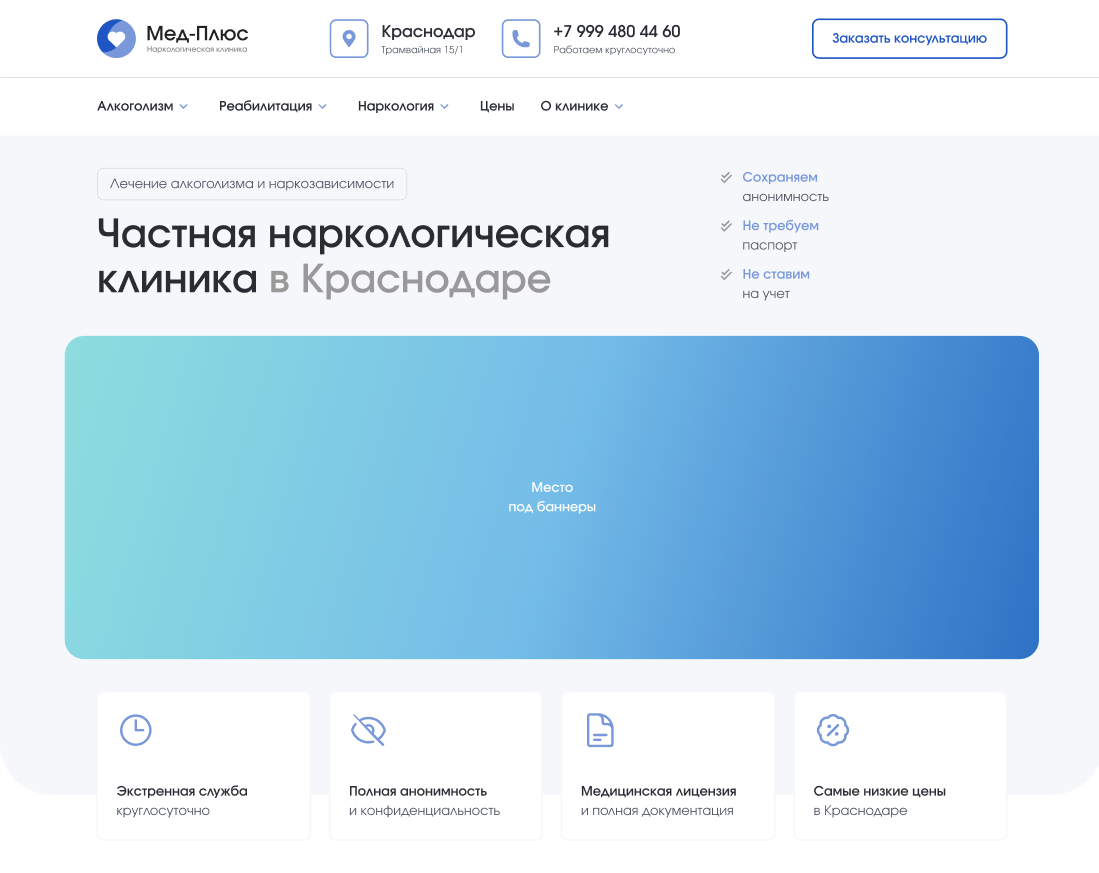 Мед-Плюс
Наркологическая клиника
Краснодар
Трамвайная 15/1
+7 999 480 44 60
Работаем круглосуточно
Заказать консультацию
Алкоголизм
Реабилитация
Наркология
Цены
О клинике
Лечение алкоголизма и наркозависимости
Частная наркологическая
клиника в Краснодаре
Сохраняем
анонимность
Не требуем
паспорт
Не ставим
на учет
Место
под баннеры
Экстренная служба
круглосуточно
Полная анонимность
и конфиденциальность
Медицинская лицензия
и полная документация
Самые низкие цены
в Краснодаре